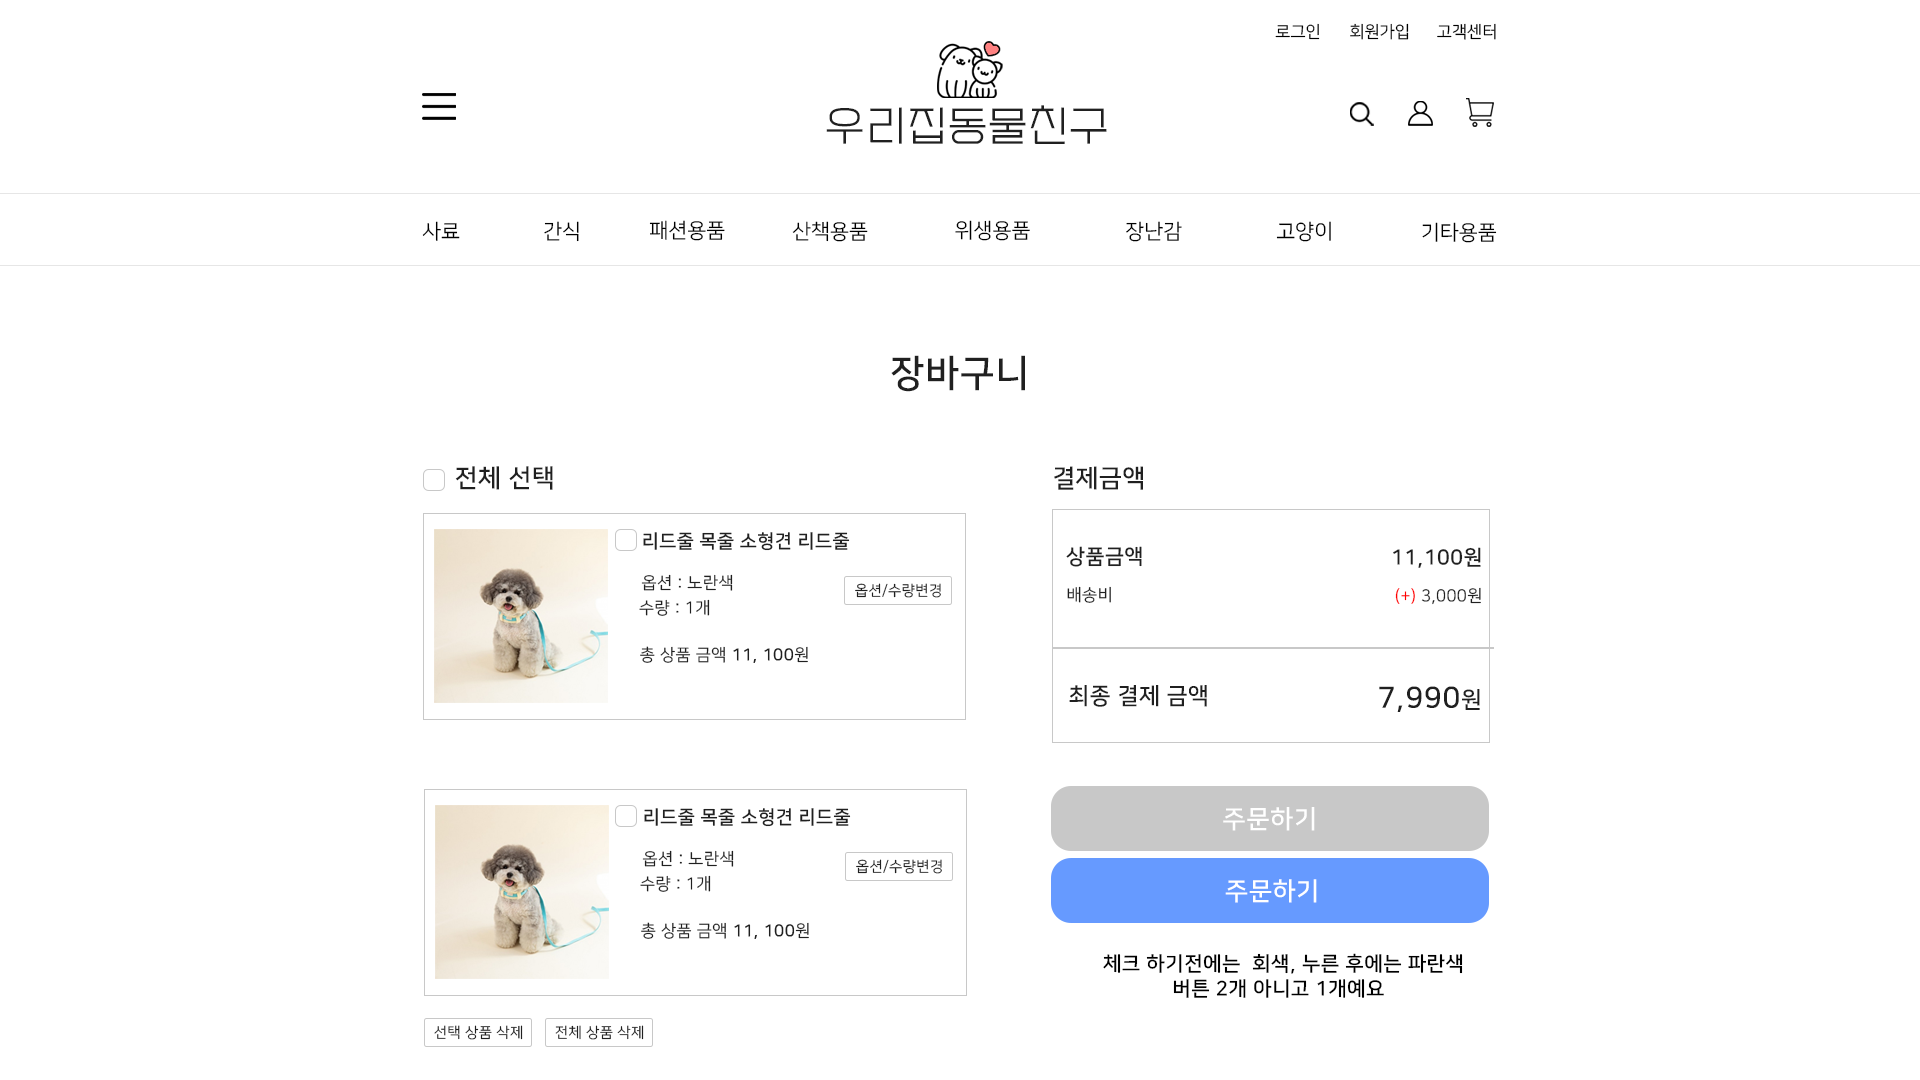 로그인 회원가입 고객센터
우리집동물친구
사료 간식 패션용품 산책용품 위생용품 장난감 고양이 기타용품
장바구니
전체 선택
리드줄 목줄 소형견 리드줄
옵션 : 노란색
수량 : 1개
옵션/수량변경
총 상품 금액 11, 100원
리드줄 목줄 소형견 리드줄
옵션 : 노란색
수량 : 1개
옵션/수량변경
총 상품 금액 11, 100원
선택 상품 삭제 전체 상품 삭제
결제금액
상품금액 11,100원
배송비 (+) 3,000원
최종 결제 금액 7,990원
주문하기
주문하기
체크 하기전에는 회색, 누른 후에는 파란색
버튼 2개 아니고 1개예요